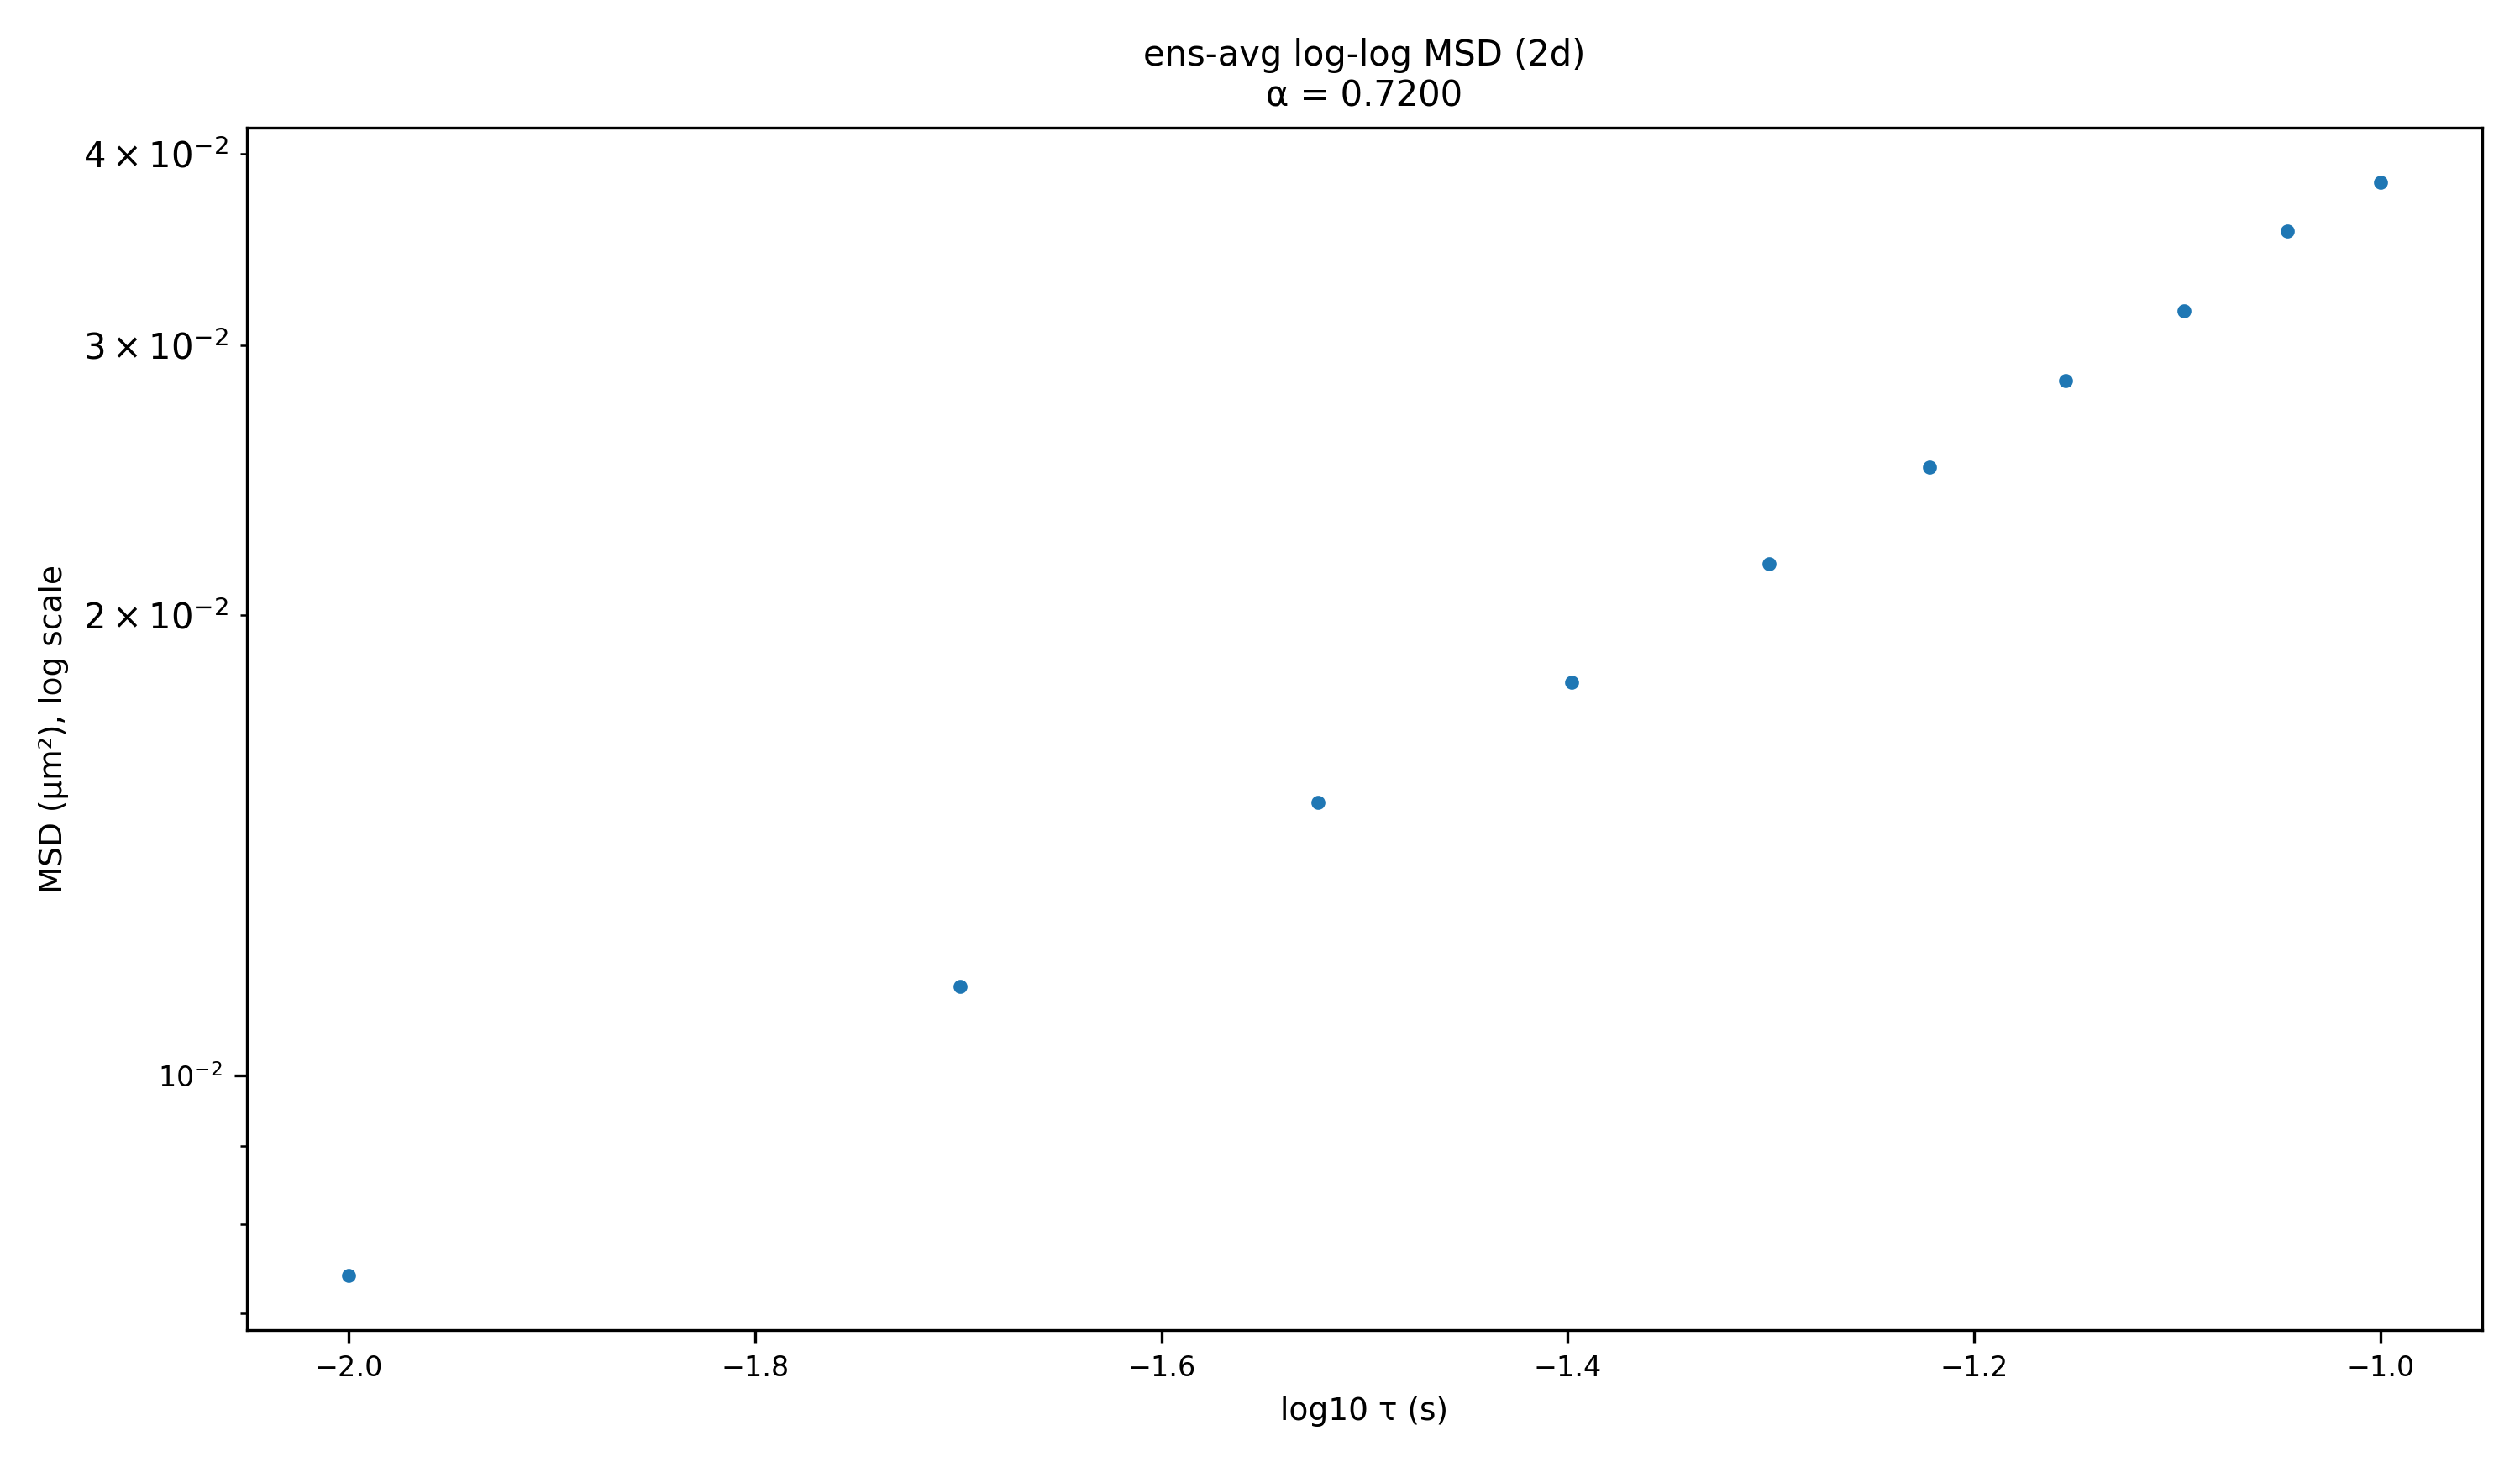 ens-avg log-log MSD (2d)
α = 0.7200
MSD (μm²), log scale
4 × 10⁻²
3 × 10⁻²
2 × 10⁻²
10⁻²
−2.0
−1.8
−1.6
−1.4
−1.2
−1.0
log10 τ (s)